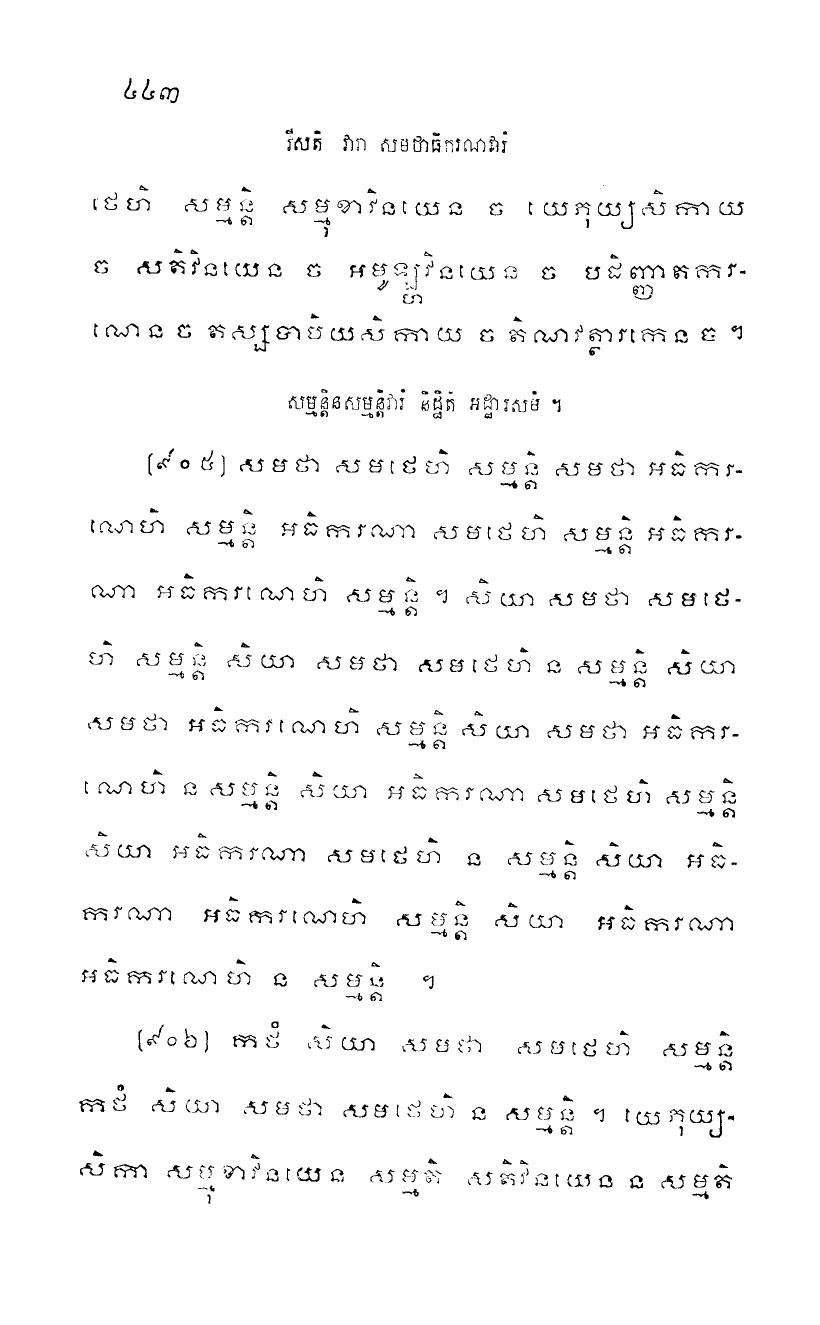 ៤៤៣
វីសតិ វារា សមថាធិករណវារំ
ថេហិ សម្មន្តិ សម្មុខាវិនយេន ច យេភុយ្យសិកាយ
ច សតិវិនយេន ច អមូឡ្ហវិនយេន ច បដិញ្ញាតករ-
ណេន ច តស្សបាបិយសិកាយ ច តិណវត្ថារកេន ច ។
សម្មន្តិនសម្មន្តិវារំ និដ្ឋិតំ អដ្ឋារសមំ ។
(៩០៥) សមថា សមថេហិ សម្មន្តិ សមថា អធិករ-
ណេហិ សម្មន្តិ អធិករណា សមថេហិ សម្មន្តិ អធិករ-
ណា អធិករណេហិ សម្មន្តិ ។ សិយា សមថា សមថេ-
ហិ សម្មន្តិ សិយា សមថា សមថេហិ ន សម្មន្តិ សិយា
សមថា អធិករណេហិ សម្មន្តិ សិយា សមថា អធិករ-
ណេហិ ន សម្មន្តិ សិយា អធិករណា សមថេហិ សម្មន្តិ
សិយា អធិករណា សមថេហិ ន សម្មន្តិ សិយា អធិ-
ករណា អធិករណេហិ សម្មន្តិ សិយា អធិករណា
អធិករណេហិ ន សម្មន្តិ ។
(៩០៦) កថំ សិយា សមថា សមថេហិ សម្មន្តិ
កថំ សិយា សមថា សមថេហិ ន សម្មន្តិ ។ យេភុយ្យ-
សិកា សម្មុខាវិនយេន សម្មតិ សតិវិនយេន ន សម្មតិ